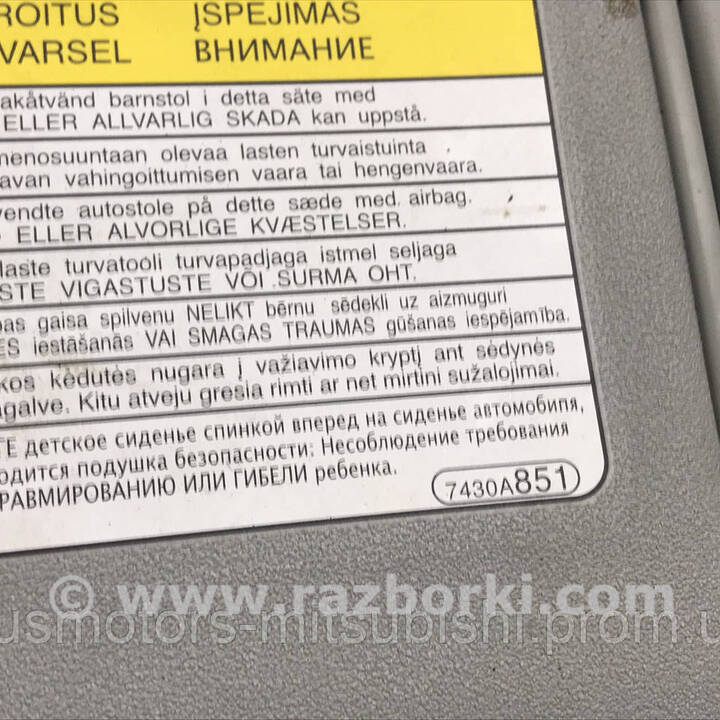 ROITUS ĮSPĖJIMAS
VARSEL ВНИМАНИЕ
akåtvänd barnstol i detta säte med
ELLER ALLVARLIG SKADA kan uppstå.
menosuuntaan olevaa lasten turvaistuinta .
avan vahingoittumisen vaara tai hengenvaara.
vendte autostole på dette sæde med. airbag.
ELLER ALVORLIGE KVÆSTELSER.
laste turvatooli turvapadjaga istmel seljaga
STE VIGASTUSTE VÕI SURMA OHT.
pas gaisa spilvenu NELIKT bērnu sēdekli uz aizmuguri
ES iestāšanās VAI SMAGAS TRAUMAS gūšanas iespējamība.
kos kėdutės nugara į važiavimo kryptį ant sėdynės
agalve. Kitu atveju gresia rimti ar net mirtini sužalojimai.
ТЕ детское сиденье спинкой вперед на сиденье автомобиля,
одится подушка безопасности: Несоблюдение требования
РАВМИРОВАНИЮ ИЛИ ГИБЕЛИ ребенка.
7430A851
© www.razborki.com
usmotors-mitsubishi.prom.u